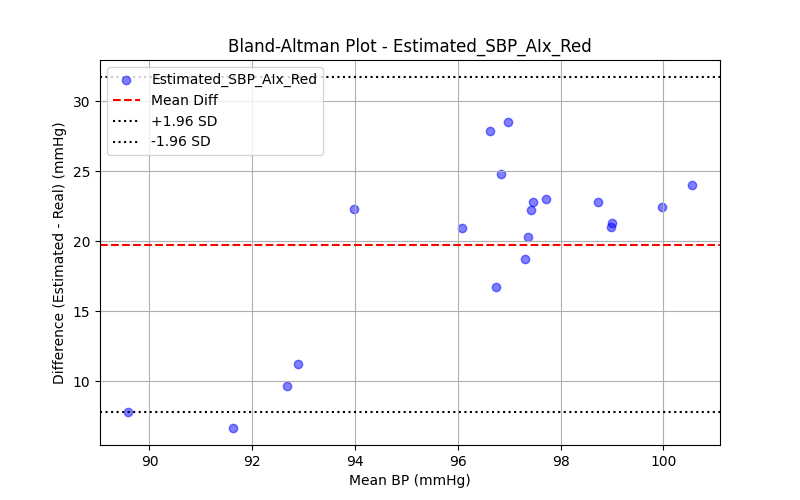 Bland-Altman Plot - Estimated_SBP_AIx_Red
Estimated_SBP_AIx_Red
Mean Diff
+1.96 SD
-1.96 SD
Difference (Estimated - Real) (mmHg)
30
25
20
15
10
90 92 94 96 98 100
Mean BP (mmHg)